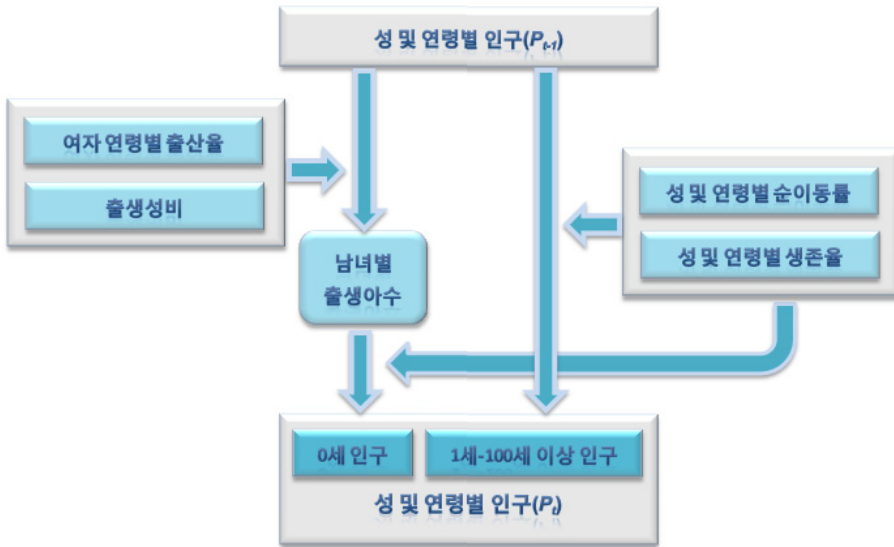 성 및 연령별 인구(Pt-1)
여자 연령별 출산율
출생성비
성 및 연령별 순이동률
성 및 연령별 생존율
남녀별
출생아수
0세 인구
1세-100세 이상 인구
성 및 연령별 인구(Pt)